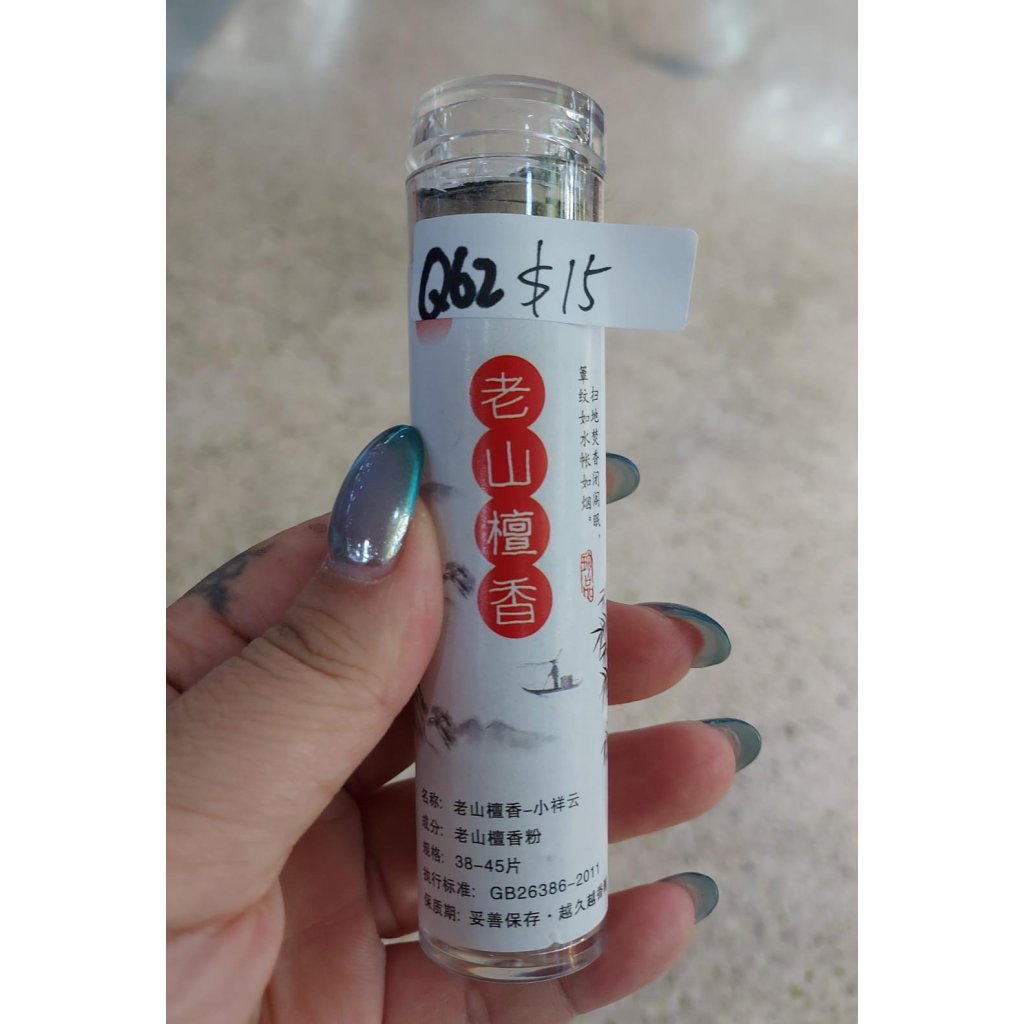 Q62 $15
老山檀香
扫地焚香闭阁眠，
簟纹如水帐如烟。
名称：老山檀香-小祥云
成分：老山檀香粉
规格：38-45片
执行标准：GB26386-2011
保质期：妥善保存·越久越香